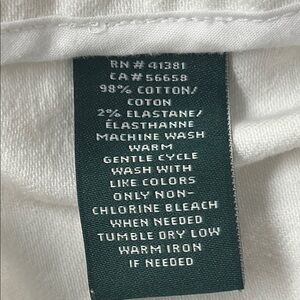 RN # 41381
CA# 56658
98% COTTON/
COTON
2% ELASTANE/
ÉLASTHANNE
MACHINE WASH
WARM
GENTLE CYCLE
WASH WITH
LIKE COLORS
ONLY NON-
CHLORINE BLEACH
WHEN NEEDED
TUMBLE DRY LOW
WARM IRON
IF NEEDED